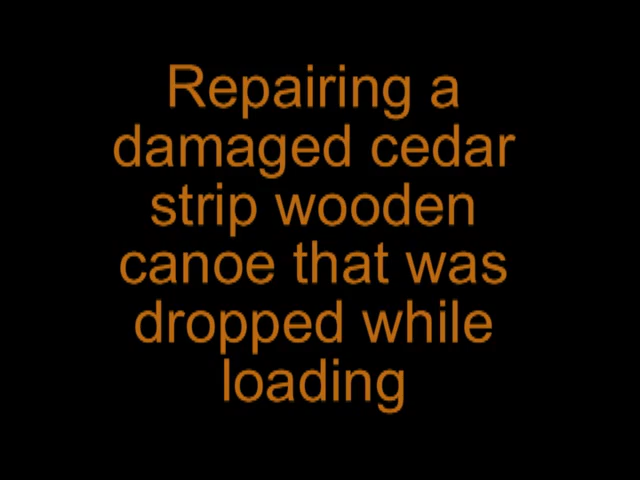 Repairing a
damaged cedar
strip wooden
canoe that was
dropped while
loading